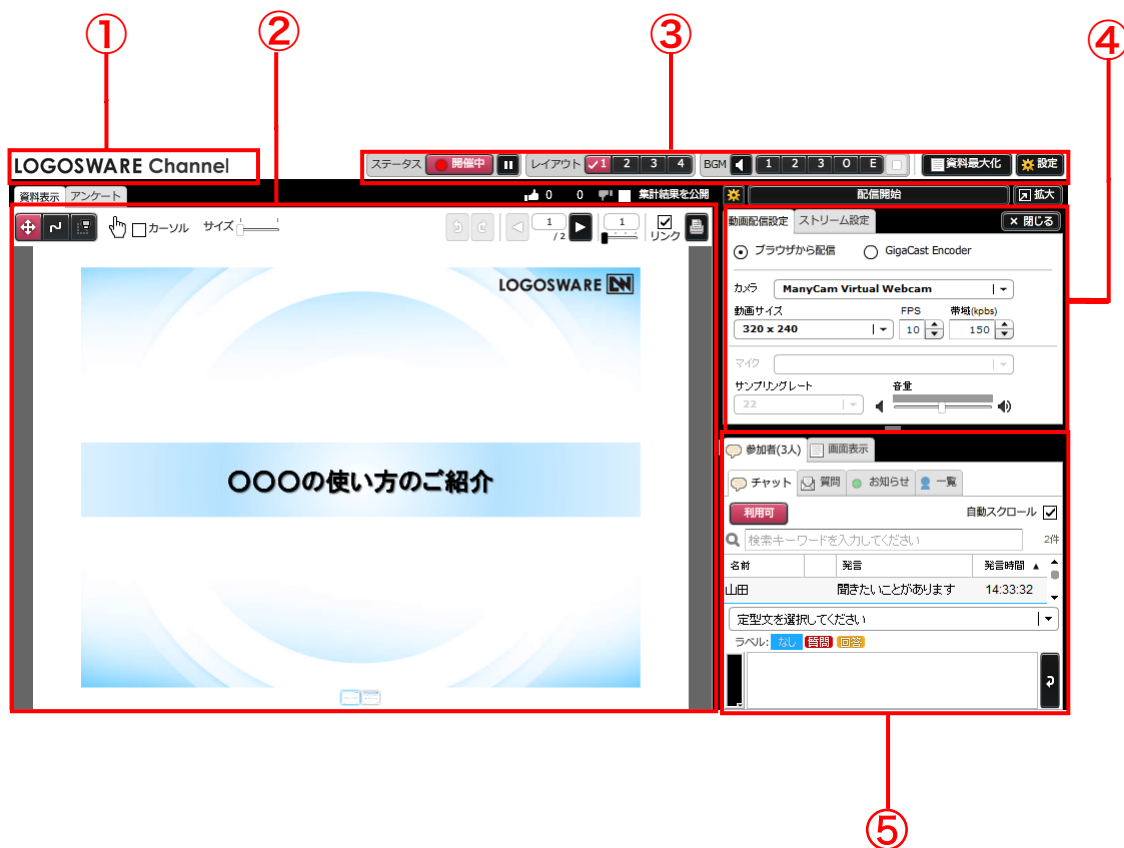 ① ② ③ ④
LOGOSWARE Channel
ステータス 開催中 レイアウト 1 2 3 4 BGM 1 2 3 O E 資料最大化 設定
資料表示 アンケート 0 0 集計結果を公開 配信開始 拡大
カーソル サイズ 1 /2 1 リンク
動画配信設定 ストリーム設定 × 閉じる
ブラウザから配信 GigaCast Encoder
カメラ ManyCam Virtual Webcam
動画サイズ FPS 帯域(kpbs)
320 x 240 10 150
マイク
サンプリングレート 音量
22
LOGOSWARE
〇〇〇の使い方のご紹介
参加者(3人) 画面表示
チャット 質問 お知らせ 一覧
利用可 自動スクロール
検索キーワードを入力してください 2件
名前 発言 発言時間 ▲
山田 聞きたいことがあります 14:33:32
定型文を選択してください
ラベル: なし 質問 回答
⑤